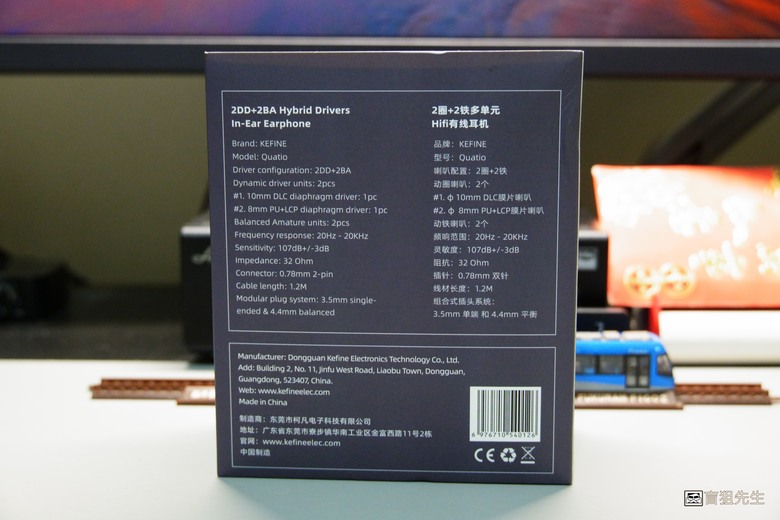 2DD+2BA Hybrid Drivers
In-Ear Earphone
Brand: KEFINE
Model: Quatio
Driver configuration: 2DD+2BA
Dynamic driver units: 2pcs
#1. 10mm DLC diaphragm driver: 1pc
#2. 8mm PU+LCP diaphragm driver: 1pc
Balanced Amature units: 2pcs
Frequency response: 20Hz - 20KHz
Sensitivity: 107dB+/-3dB
Impedance: 32 Ohm
Connector: 0.78mm 2-pin
Cable length: 1.2M
Modular plug system: 3.5mm single-
ended & 4.4mm balanced
2圈+2铁多单元
Hifi有线耳机
品牌: KEFINE
型号: Quatio
喇叭配置: 2圈+2铁
动圈喇叭: 2个
#1. ф 10mm DLC膜片喇叭
#2. ф 8mm PU+LCP膜片喇叭
动铁喇叭: 2个
频响范围: 20Hz - 20KHz
灵敏度: 107dB+/-3dB
阻抗: 32 Ohm
插针: 0.78mm 双针
线材长度: 1.2M
组合式插头系统:
3.5mm 单端 和 4.4mm 平衡
Manufacturer: Dongguan Kefine Electronics Technology Co., Ltd.
Add: Building 2, No. 11, Jinfu West Road, Liaobu Town, Dongguan,
Guangdong, 523407, China.
Web: www.kefineelec.com
Made in China
制造商: 东莞市柯凡电子科技有限公司
地址: 广东省东莞市寮步镇华南工业区金富西路11号2栋
官网: www.kefineelec.com
中国制造
6 976710 540126
CE
盲狙先生